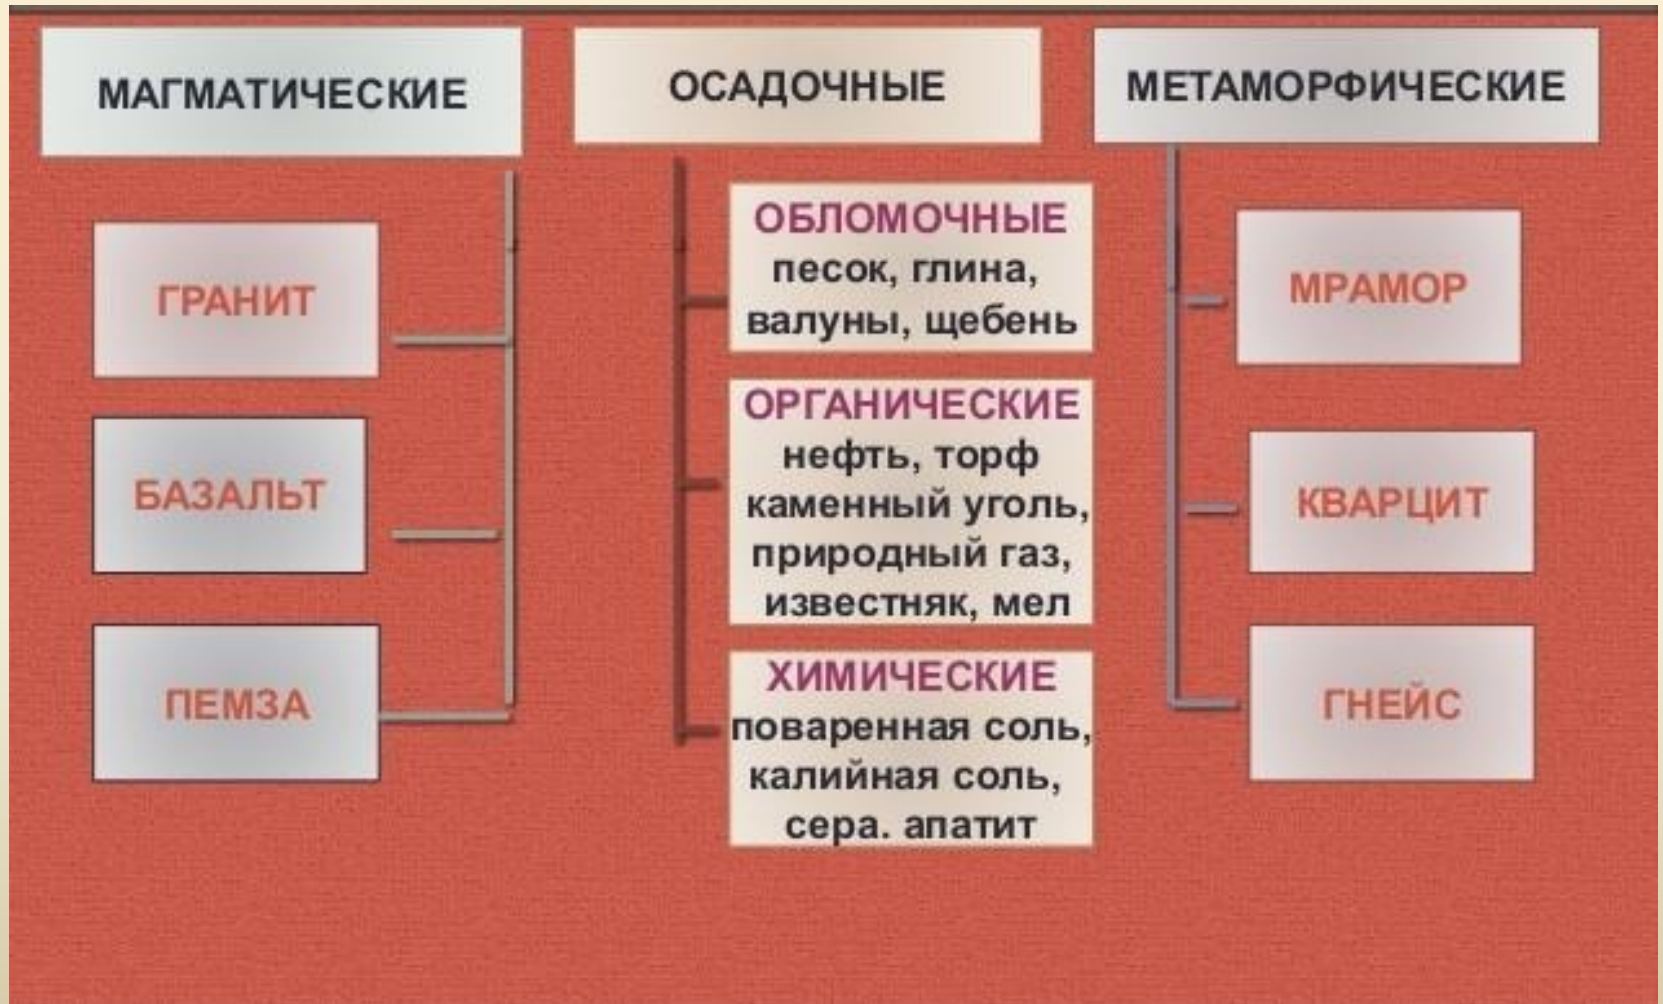 МАГМАТИЧЕСКИЕ
ГРАНИТ
БАЗАЛЬТ
ПЕМЗА
ОСАДОЧНЫЕ
ОБЛОМОЧНЫЕ
песок, глина,
валуны, щебень
ОРГАНИЧЕСКИЕ
нефть, торф
каменный уголь,
природный газ,
известняк, мел
ХИМИЧЕСКИЕ
поваренная соль,
калийная соль,
сера. апатит
МЕТАМОРФИЧЕСКИЕ
МРАМОР
КВАРЦИТ
ГНЕЙС